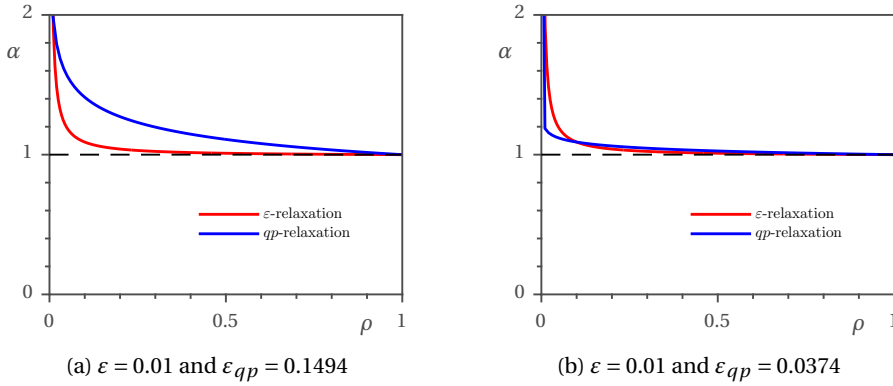 2
α
1
0
0
0.5
ρ
1
ε-relaxation
qp-relaxation
(a) ε = 0.01 and ε_qp = 0.1494
2
α
1
0
0
0.5
ρ
1
ε-relaxation
qp-relaxation
(b) ε = 0.01 and ε_qp = 0.0374